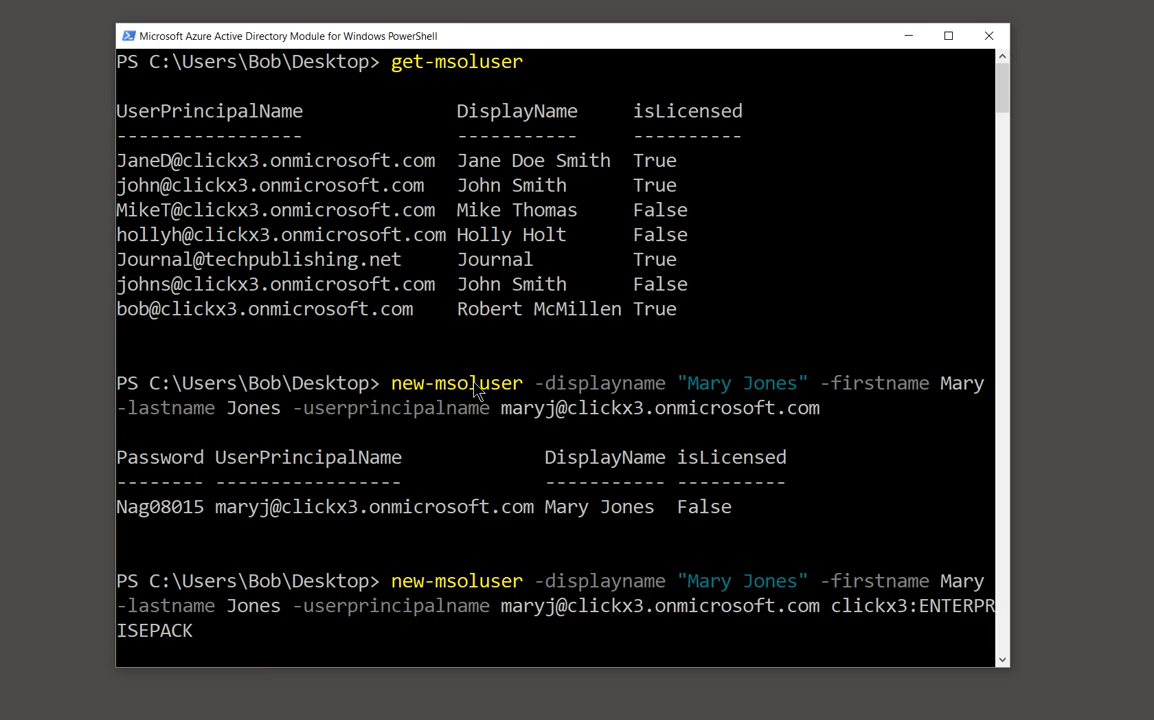 Microsoft Azure Active Directory Module for Windows PowerShell
PS C:\Users\Bob\Desktop> get-msoluser
UserPrincipalName DisplayName isLicensed
----------------- ----------- ----------
JaneD@clickx3.onmicrosoft.com Jane Doe Smith True
john@clickx3.onmicrosoft.com John Smith True
MikeT@clickx3.onmicrosoft.com Mike Thomas False
hollyh@clickx3.onmicrosoft.com Holly Holt False
Journal@techpublishing.net Journal True
johns@clickx3.onmicrosoft.com John Smith False
bob@clickx3.onmicrosoft.com Robert McMillen True
PS C:\Users\Bob\Desktop> new-msoluser -displayname "Mary Jones" -firstname Mary
-lastname Jones -userprincipalname maryj@clickx3.onmicrosoft.com
Password UserPrincipalName DisplayName isLicensed
-------- ----------------- ----------- ----------
Nag08015 maryj@clickx3.onmicrosoft.com Mary Jones False
PS C:\Users\Bob\Desktop> new-msoluser -displayname "Mary Jones" -firstname Mary
-lastname Jones -userprincipalname maryj@clickx3.onmicrosoft.com clickx3:ENTERPR
ISEPACK